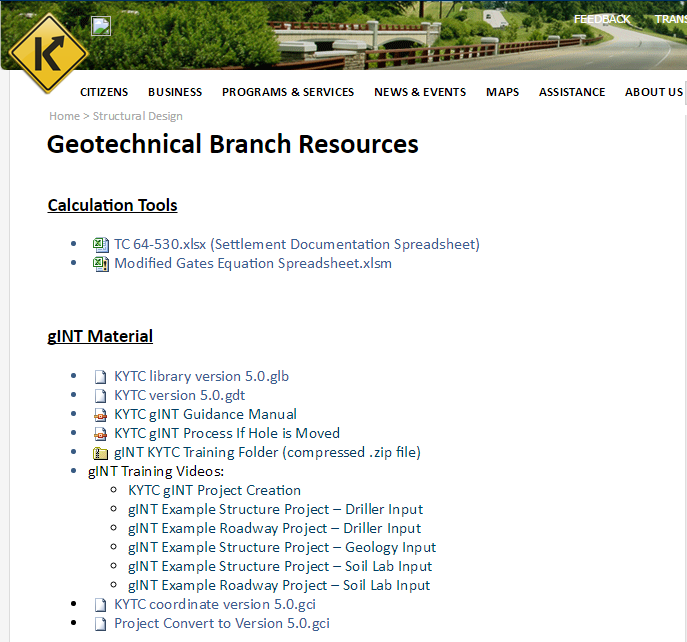 FEEDBACK TRANS
CITIZENS BUSINESS PROGRAMS & SERVICES NEWS & EVENTS MAPS ASSISTANCE ABOUT US
Home > Structural Design
Geotechnical Branch Resources
Calculation Tools
TC 64-530.xlsx (Settlement Documentation Spreadsheet)
Modified Gates Equation Spreadsheet.xlsm
gINT Material
KYTC library version 5.0.glb
KYTC version 5.0.gdt
KYTC gINT Guidance Manual
KYTC gINT Process If Hole is Moved
gINT KYTC Training Folder (compressed .zip file)
gINT Training Videos:
KYTC gINT Project Creation
gINT Example Structure Project – Driller Input
gINT Example Roadway Project – Driller Input
gINT Example Structure Project – Geology Input
gINT Example Structure Project – Soil Lab Input
gINT Example Roadway Project – Soil Lab Input
KYTC coordinate version 5.0.gci
Project Convert to Version 5.0.gci